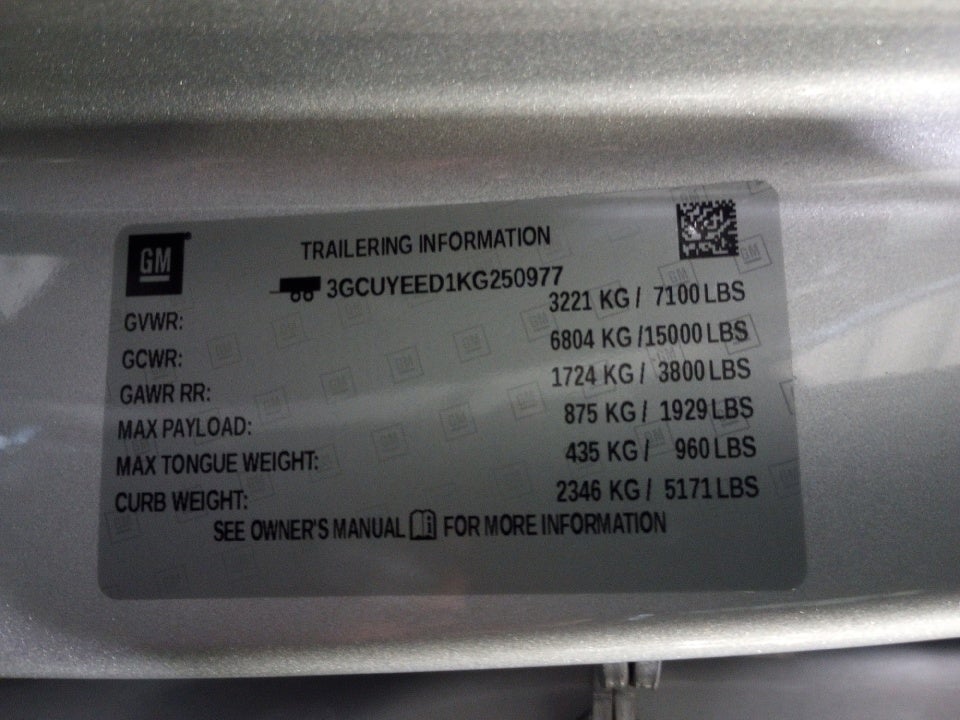 GM
TRAILERING INFORMATION
3GCUYEED1KG250977
GVWR: 3221 KG / 7100 LBS
GCWR: 6804 KG /15000 LBS
GAWR RR: 1724 KG / 3800 LBS
MAX PAYLOAD: 875 KG / 1929 LBS
MAX TONGUE WEIGHT: 435 KG / 960 LBS
CURB WEIGHT: 2346 KG / 5171 LBS
SEE OWNER'S MANUAL FOR MORE INFORMATION